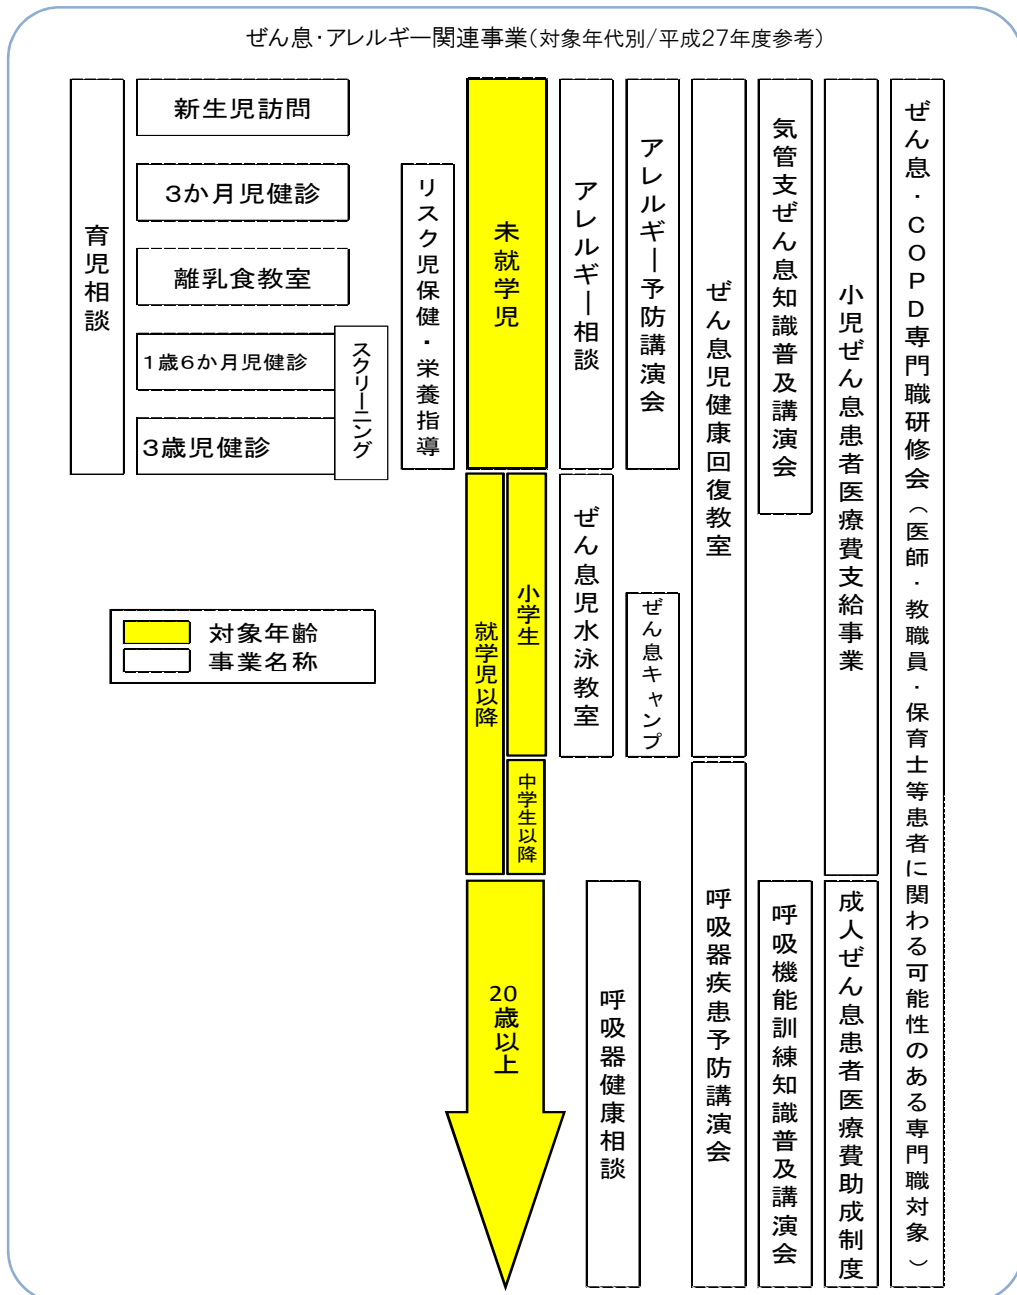 ぜん息・アレルギー関連事業(対象年代別/平成27年度参考)
育児相談
新生児訪問
3か月児健診
離乳食教室
1歳6か月児健診
3歳児健診
スクリーニング
リスク児保健・栄養指導
未就学児
就学児以降
小学生
中学生以降
20歳以上
アレルギー相談
ぜん息児水泳教室
呼吸器健康相談
アレルギー予防講演会
ぜん息キャンプ
ぜん息児健康回復教室
呼吸器疾患予防講演会
気管支ぜん息知識普及講演会
呼吸機能訓練知識普及講演会
小児ぜん息患者医療費支給事業
成人ぜん息患者医療費助成制度
ぜん息・COPD専門職研修会(医師・教職員・保育士等患者に関わる可能性のある専門職対象)
対象年齢
事業名称